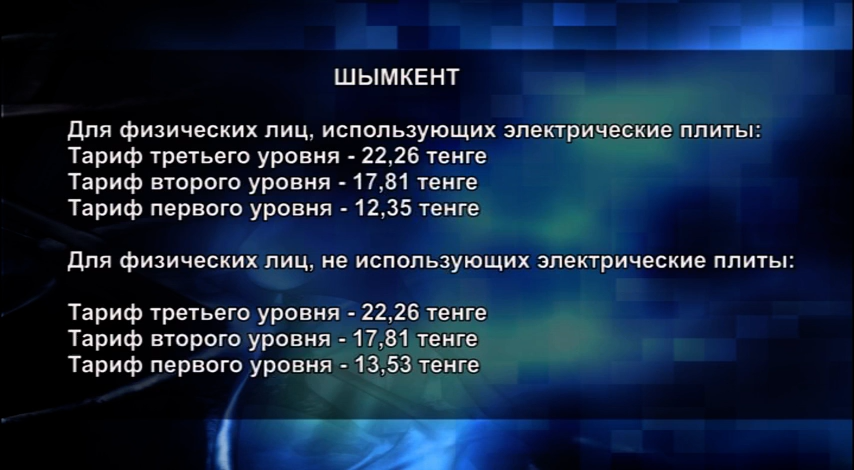 ШЫМКЕНТ
Для физических лиц, использующих электрические плиты:
Тариф третьего уровня - 22,26 тенге
Тариф второго уровня - 17,81 тенге
Тариф первого уровня - 12,35 тенге
Для физических лиц, не использующих электрические плиты:
Тариф третьего уровня - 22,26 тенге
Тариф второго уровня - 17,81 тенге
Тариф первого уровня - 13,53 тенге